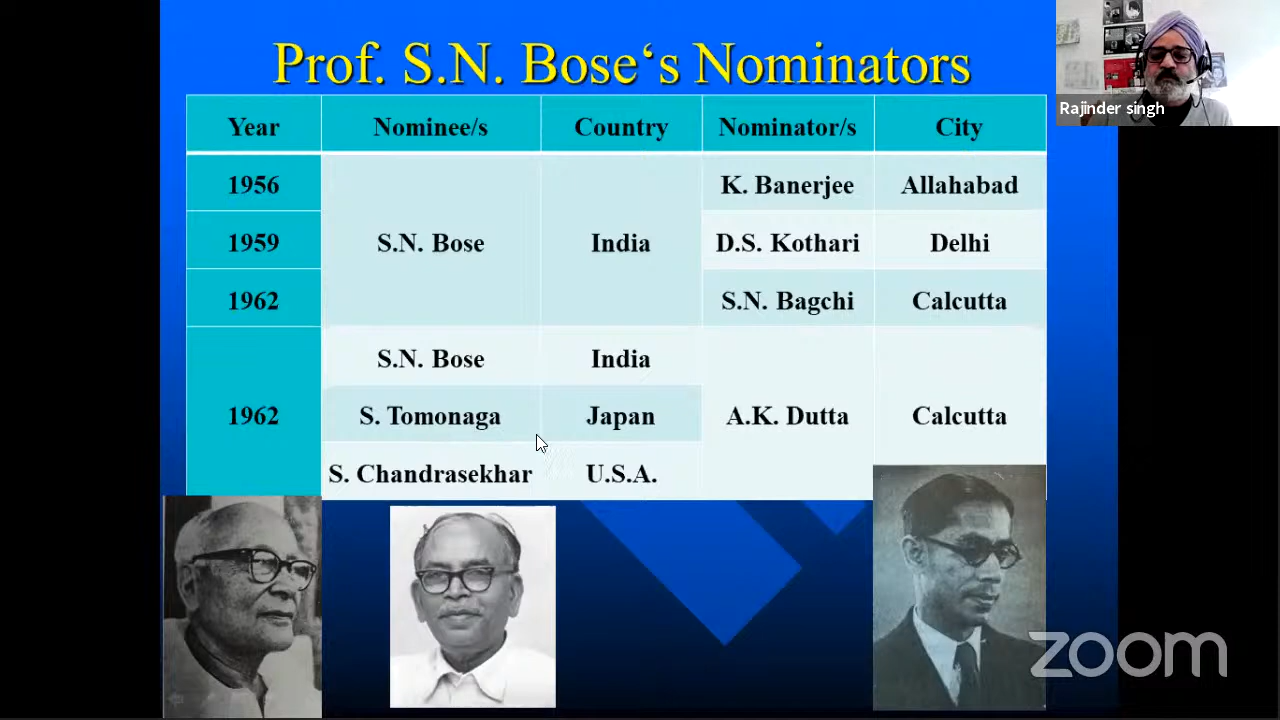 Prof. S.N. Bose‘s Nominators
Rajinder singh
Year Nominee/s Country Nominator/s City
1956 K. Banerjee Allahabad
1959 S.N. Bose India D.S. Kothari Delhi
1962 S.N. Bagchi Calcutta
S.N. Bose India
1962 S. Tomonaga Japan A.K. Dutta Calcutta
S. Chandrasekhar U.S.A.
zoom